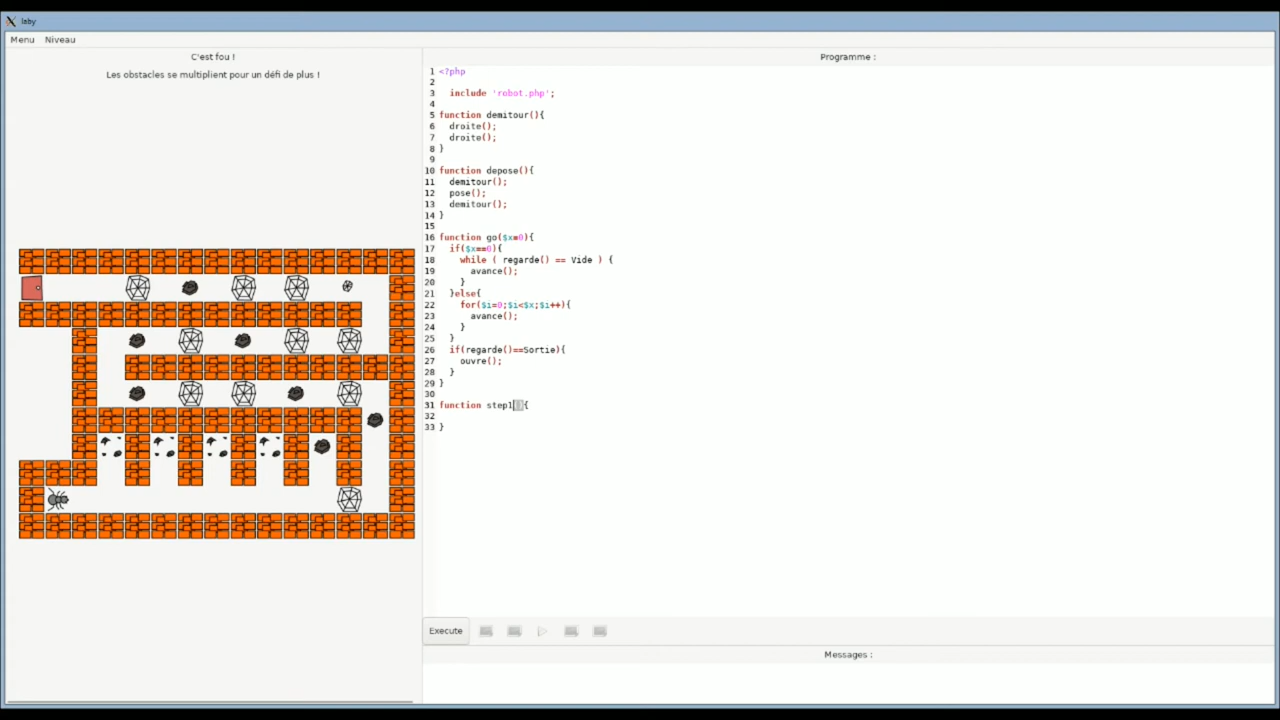 laby
Menu Niveau
C'est fou !
Les obstacles se multiplient pour un défi de plus !
Programme :
1 <?php
2
3 include 'robot.php';
4
5 function demitour(){
6 droite();
7 droite();
8 }
9
10 function depose(){
11 demitour();
12 pose();
13 demitour();
14 }
15
16 function go($x=0){
17 if($x==0){
18 while ( regarde() == Vide ) {
19 avance();
20 }
21 }else{
22 for($i=0;$i<$x;$i++){
23 avance();
24 }
25 }
26 if(regarde()==Sortie){
27 ouvre();
28 }
29 }
30
31 function step1(){
32
33 }
Execute
Messages :